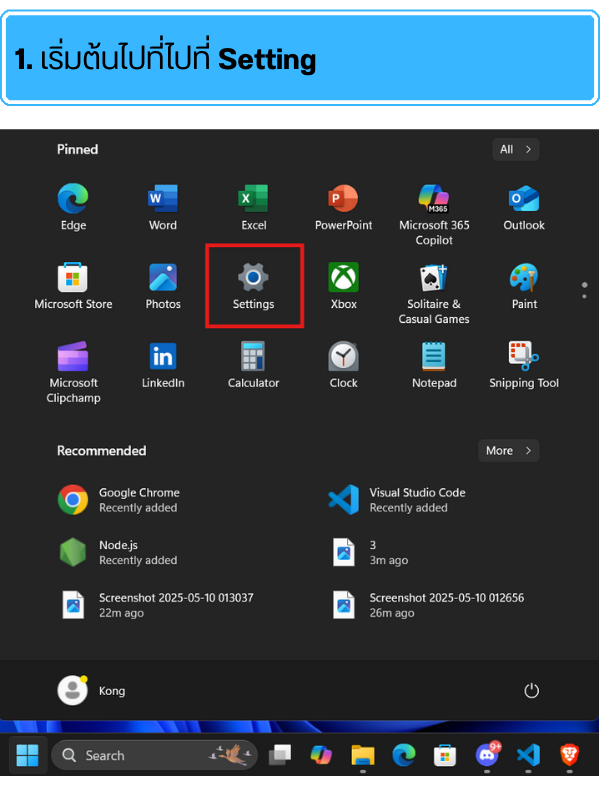 1. เริ่มต้นไปที่ไปที่ Setting
Pinned
All
Edge
Word
Excel
PowerPoint
Microsoft 365
Copilot
Outlook
Microsoft Store
Photos
Settings
Xbox
Solitaire &
Casual Games
Paint
Microsoft
Clipchamp
LinkedIn
Calculator
Clock
Notepad
Snipping Tool
Recommended
More
Google Chrome
Recently added
Visual Studio Code
Recently added
Node.js
Recently added
3
3m ago
Screenshot 2025-05-10 013037
22m ago
Screenshot 2025-05-10 012656
26m ago
Kong
Search
9+